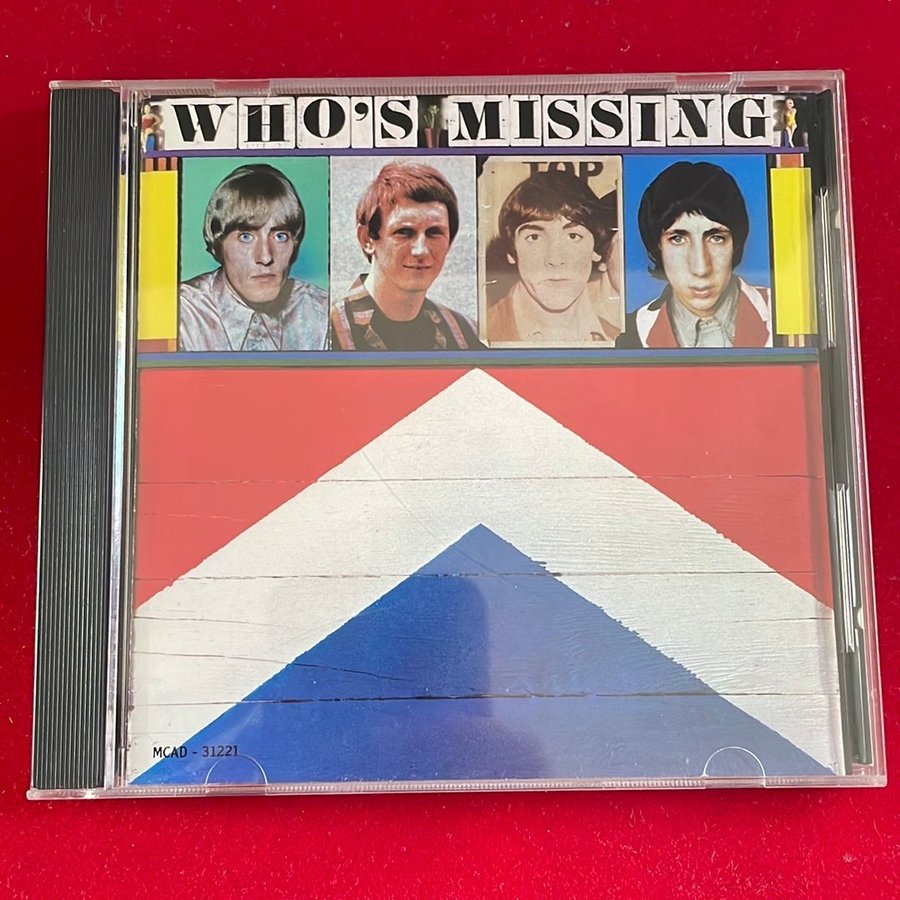 WHO'S MISSING
TOP
MCAD - 31221